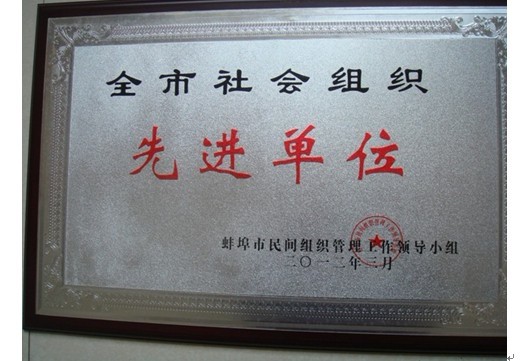 全市社会组织
先进单位
蚌埠市民间组织管理工作领导小组
二〇一二年三月